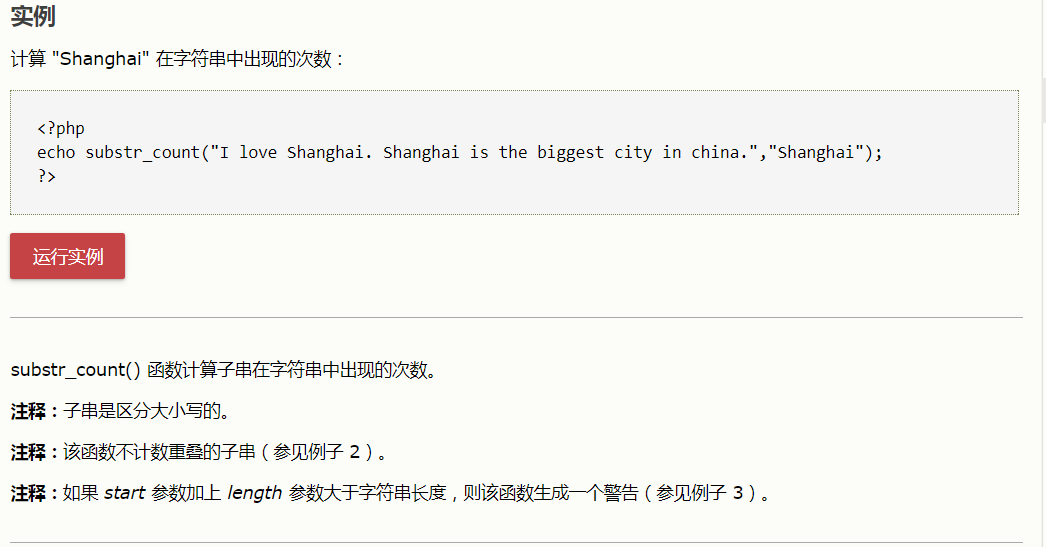 实例
计算 "Shanghai" 在字符串中出现的次数：
<?php
echo substr_count("I love Shanghai. Shanghai is the biggest city in china.","Shanghai");
?>
运行实例
substr_count() 函数计算子串在字符串中出现的次数。
注释：子串是区分大小写的。
注释：该函数不计数重叠的子串（参见例子 2）。
注释：如果 start 参数加上 length 参数大于字符串长度，则该函数生成一个警告（参见例子 3）。